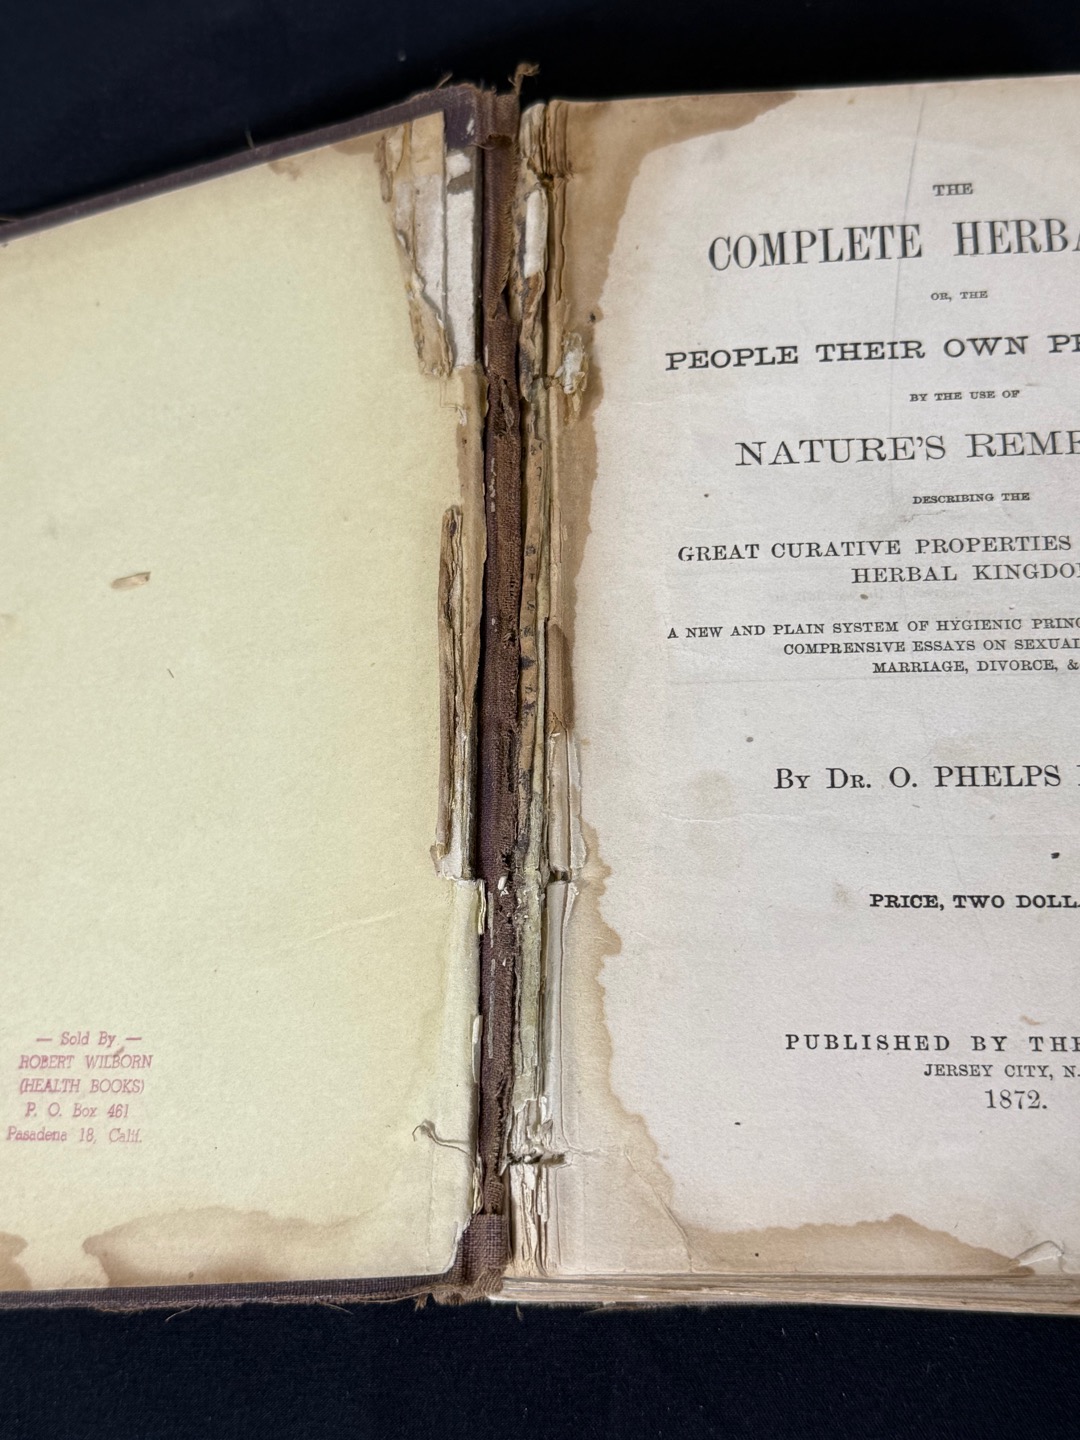 — Sold By —
ROBERT WILBORN
(HEALTH BOOKS)
P. O. Box 461
Pasadena 18, Calif.
THE
COMPLETE HERBA
OR, THE
PEOPLE THEIR OWN P
BY THE USE OF
NATURE'S REME
DESCRIBING THE
GREAT CURATIVE PROPERTIES
HERBAL KINGDO
A NEW AND PLAIN SYSTEM OF HYGIENIC PRINC
COMPRENSIVE ESSAYS ON SEXUAL
MARRIAGE, DIVORCE, &
By Dr. O. PHELPS
PRICE, TWO DOLL
PUBLISHED BY THE
JERSEY CITY, N.
1872.